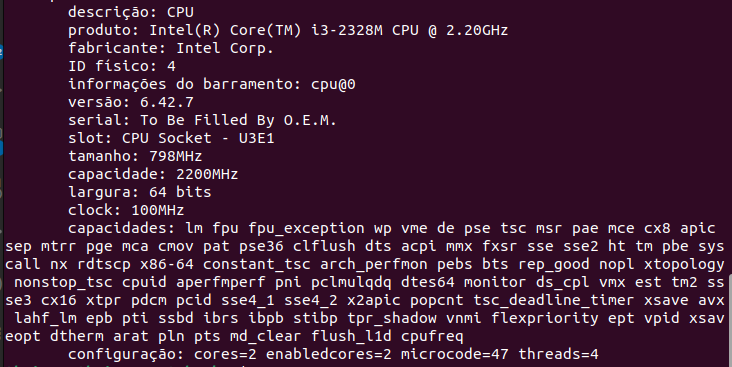 descrição: CPU
produto: Intel(R) Core(TM) i3-2328M CPU @ 2.20GHz
fabricante: Intel Corp.
ID físico: 4
informações do barramento: cpu@0
versão: 6.42.7
serial: To Be Filled By O.E.M.
slot: CPU Socket - U3E1
tamanho: 798MHz
capacidade: 2200MHz
largura: 64 bits
clock: 100MHz
capacidades: lm fpu fpu_exception wp vme de pse tsc msr pae mce cx8 apic
sep mtrr pge mca cmov pat pse36 clflush dts acpi mmx fxsr sse sse2 ht tm pbe sys
call nx rdtscp x86-64 constant_tsc arch_perfmon pebs bts rep_good nopl xtopology
nonstop_tsc cpuid aperfmperf pni pclmulqdq dtes64 monitor ds_cpl vmx est tm2 ss
se3 cx16 xtpr pdcm pcid sse4_1 sse4_2 x2apic popcnt tsc_deadline_timer xsave avx
lahf_lm epb pti ssbd ibrs ibpb stibp tpr_shadow vnmi flexpriority ept vpid xsav
eopt dtherm arat pln pts md_clear flush_l1d cpufreq
configuração: cores=2 enabledcores=2 microcode=47 threads=4